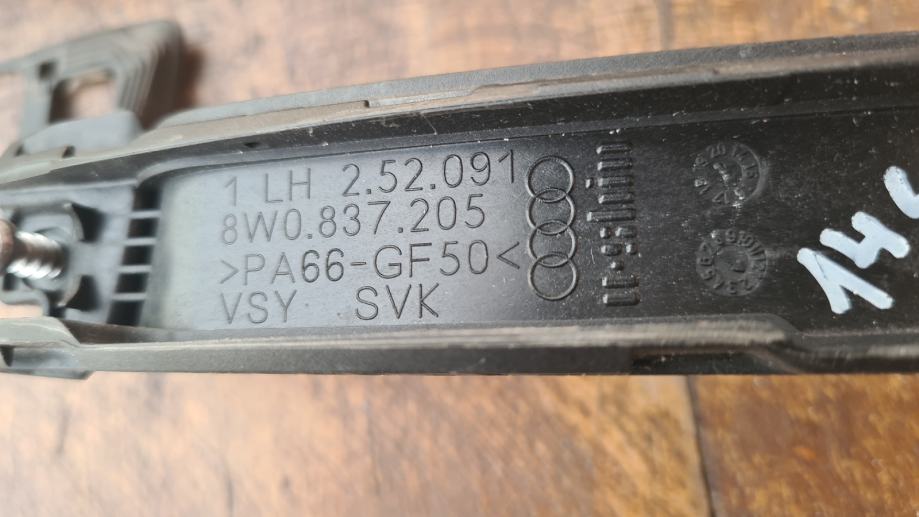 1 LH 2.52.091
8W0.837.205
>PA66-GF50<
VSY SVK